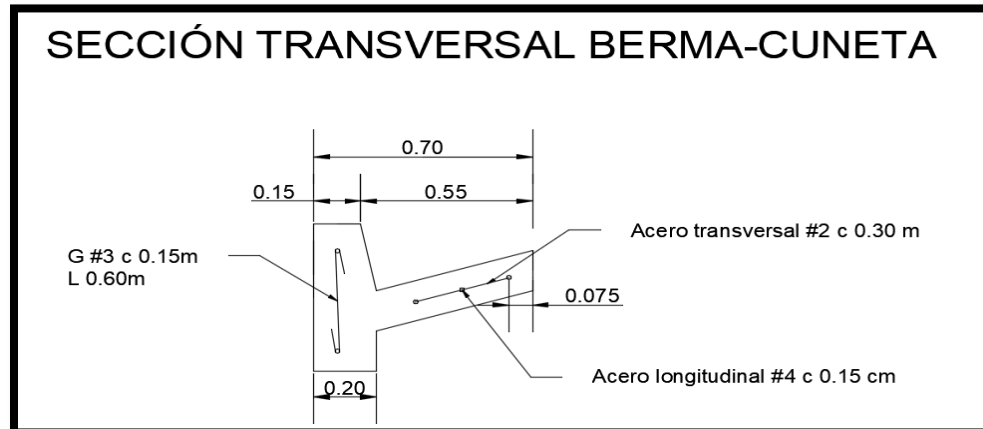 SECCIÓN TRANSVERSAL BERMA-CUNETA
0.70
0.15
0.55
G #3 c 0.15m
L 0.60m
Acero transversal #2 c 0.30 m
0.075
Acero longitudinal #4 c 0.15 cm
0.20